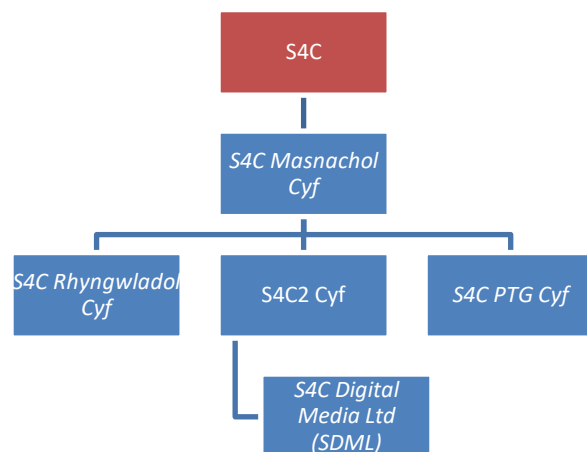 S4C
S4C Masnachol
Cyf
S4C Rhyngwladol
Cyf
S4C2 Cyf
S4C PTG Cyf
S4C Digital
Media Ltd
(SDML)